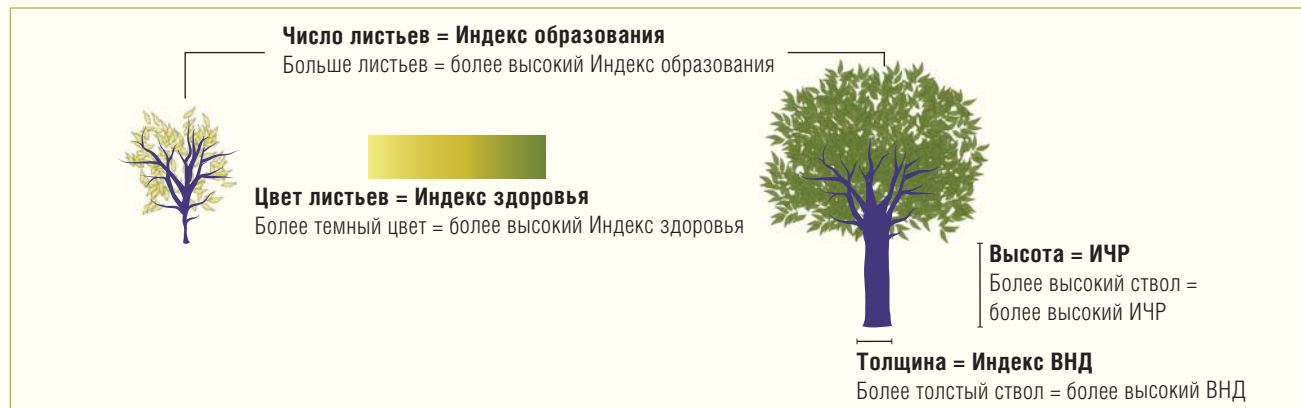 Число листьев = Индекс образования
Больше листьев = более высокий Индекс образования
Цвет листьев = Индекс здоровья
Более темный цвет = более высокий Индекс здоровья
Высота = ИЧР
Более высокий ствол =
более высокий ИЧР
Толщина = Индекс ВНД
Более толстый ствол = более высокий ВНД